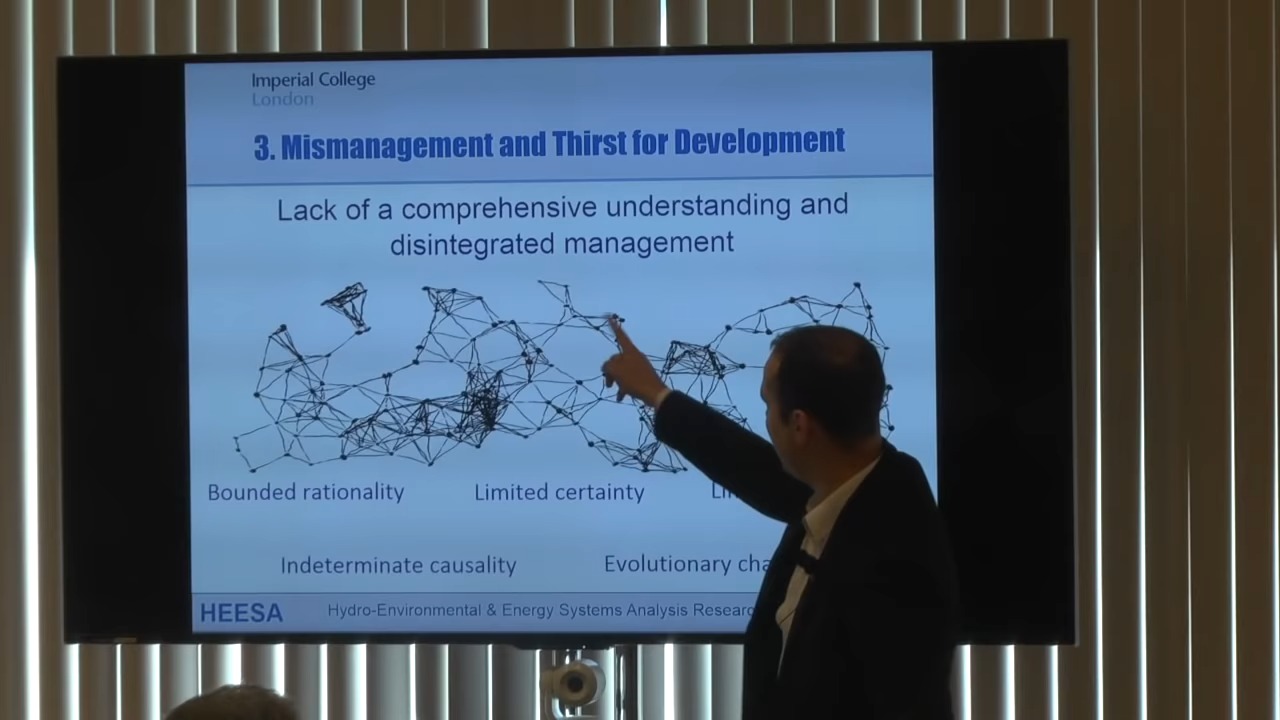 Imperial College
London
3. Mismanagement and Thirst for Development
Lack of a comprehensive understanding and
disintegrated management
Bounded rationality Limited certainty
Indeterminate causality Evolutionary
HEESA Hydro-Environmental & Energy Systems Analysis